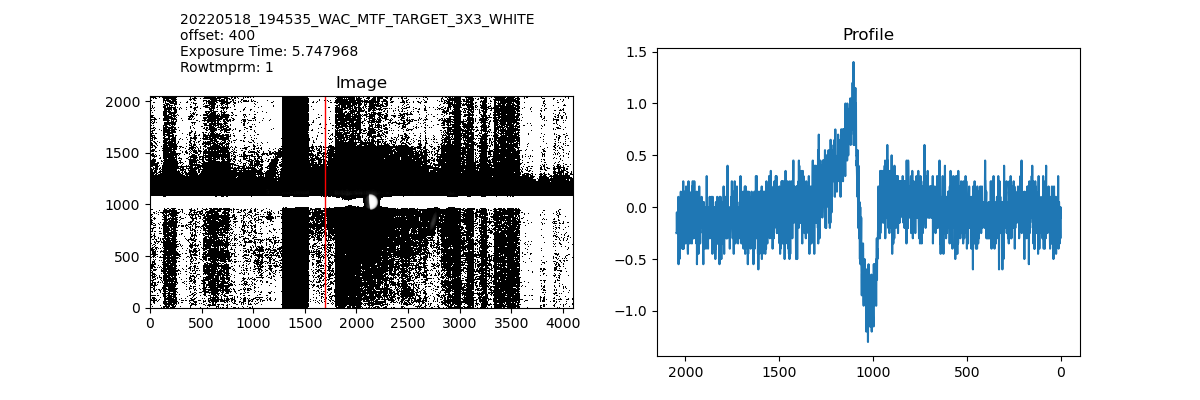 20220518_194535_WAC_MTF_TARGET_3X3_WHITE
offset: 400
Exposure Time: 5.747968
Rowtmprm: 1
Image
2000
1500
1000
500
0
0 500 1000 1500 2000 2500 3000 3500 4000
Profile
1.5
1.0
0.5
0.0
−0.5
−1.0
2000 1500 1000 500 0